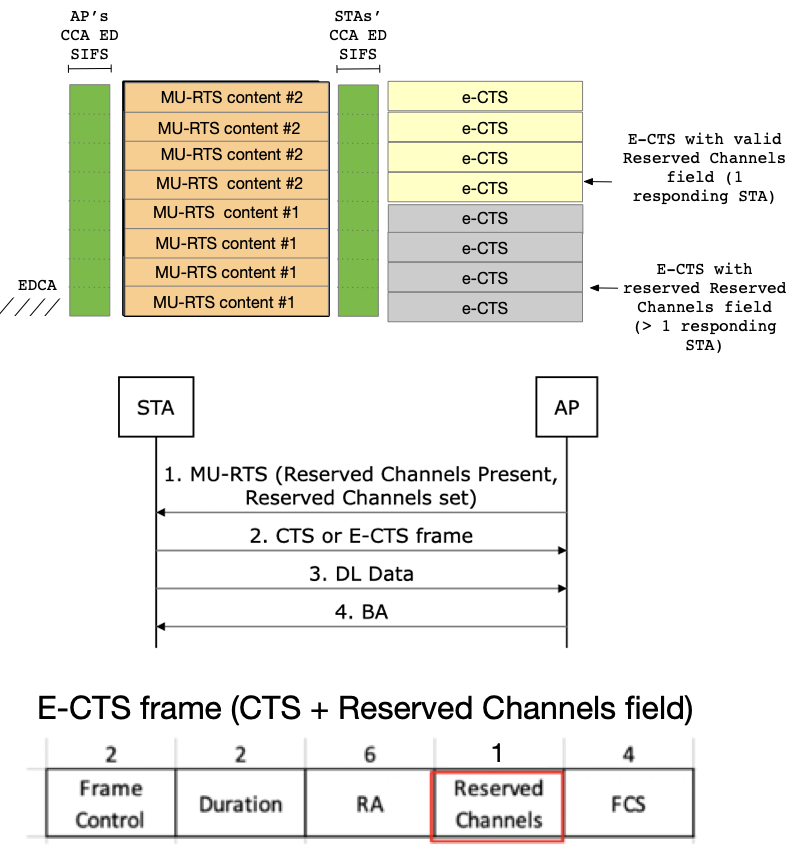 AP's
CCA ED
SIFS
STAs'
CCA ED
SIFS
MU-RTS content #2
MU-RTS content #2
MU-RTS content #2
MU-RTS content #2
MU-RTS content #1
MU-RTS content #1
MU-RTS content #1
MU-RTS content #1
e-CTS
e-CTS
e-CTS
e-CTS
e-CTS
e-CTS
e-CTS
e-CTS
E-CTS with valid
Reserved Channels
field (1
responding STA)
E-CTS with
reserved Reserved
Channels field
(> 1 responding
STA)
EDCA
STA
AP
1. MU-RTS (Reserved Channels Present,
Reserved Channels set)
2. CTS or E-CTS frame
3. DL Data
4. BA
E-CTS frame (CTS + Reserved Channels field)
2 2 6 1 4
Frame
Control
Duration
RA
Reserved
Channels
FCS